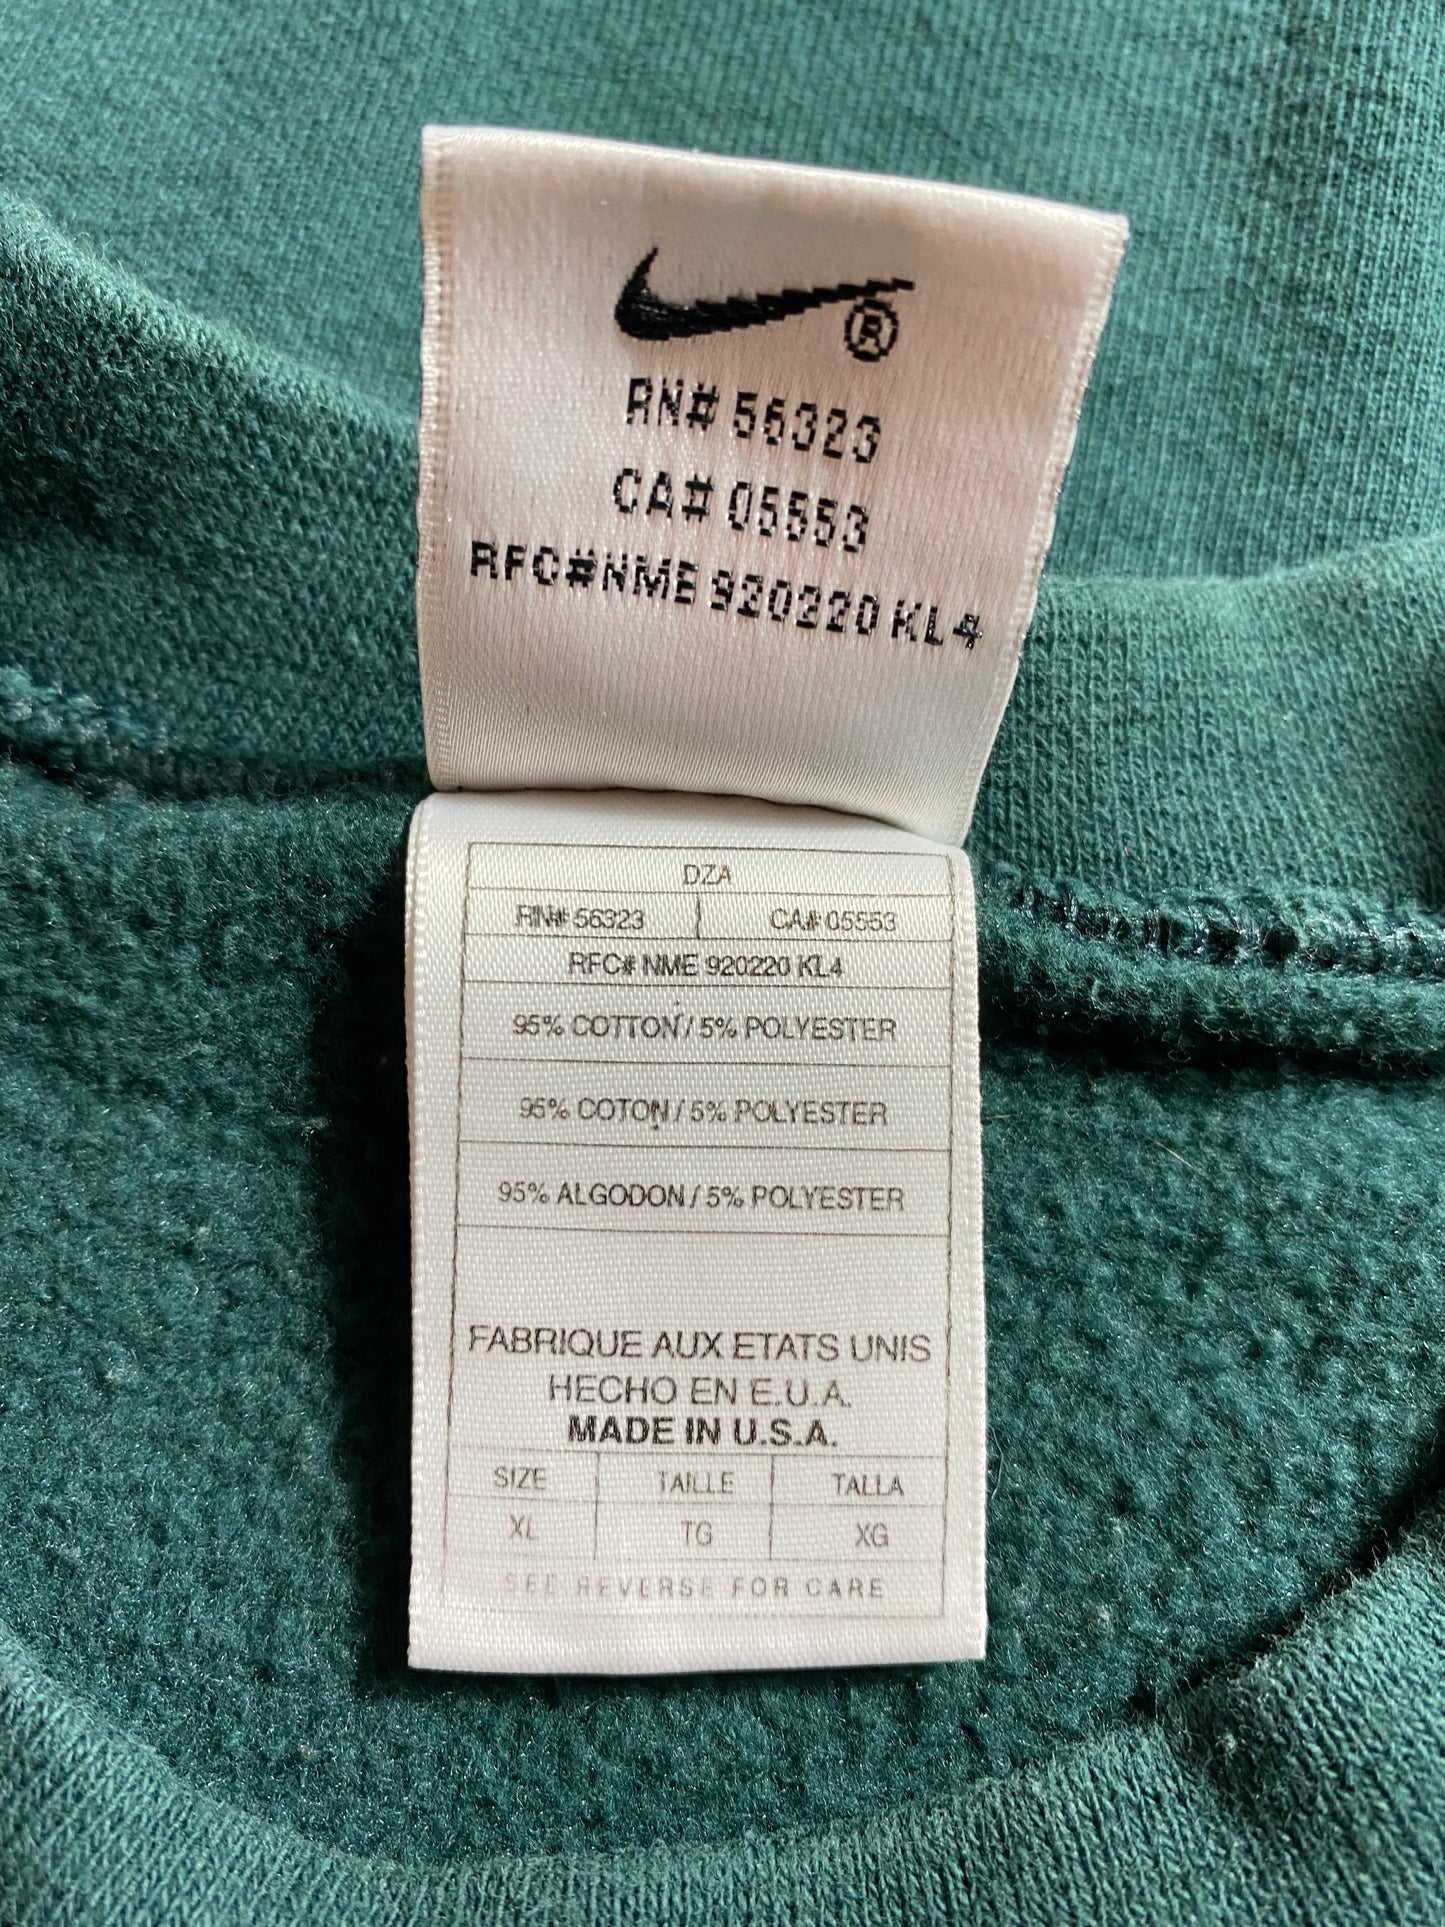 ®
RN# 56323
CA# 05553
RFC# NME 920220 KL4
DZA
RN# 56323 CA# 05553
RFC# NME 920220 KL4
95% COTTON / 5% POLYESTER
95% COTON / 5% POLYESTER
95% ALGODON / 5% POLYESTER
FABRIQUE AUX ETATS UNIS
HECHO EN E.U.A.
MADE IN U.S.A.
SIZE TAILLE TALLA
XL TG XG
SEE REVERSE FOR CARE